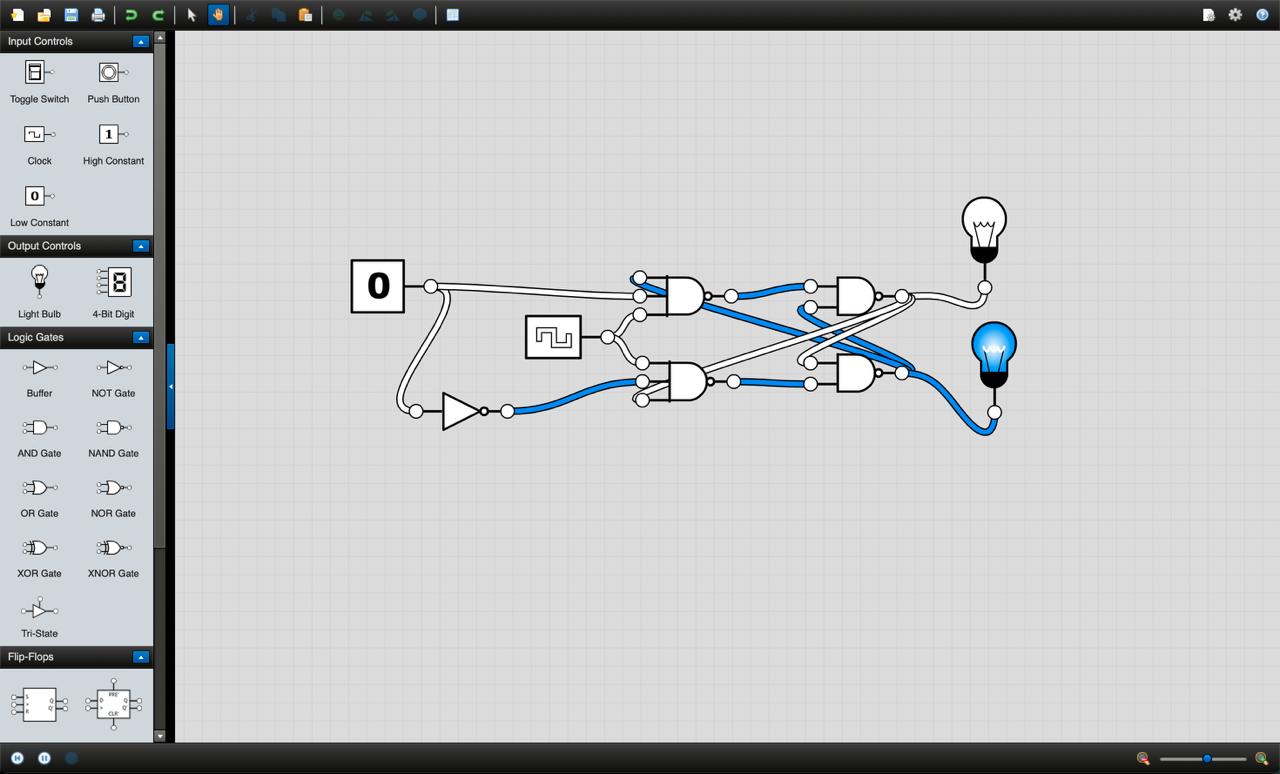 Input Controls
Toggle Switch
Push Button
1
Clock
High Constant
0
Low Constant
Output Controls
Light Bulb
4-Bit Digit
Logic Gates
Buffer
NOT Gate
AND Gate
NAND Gate
OR Gate
NOR Gate
XOR Gate
XNOR Gate
Tri-State
Flip-Flops
S Q
> 
R Q'
PRE'
D Q
> Q'
CLR'
0